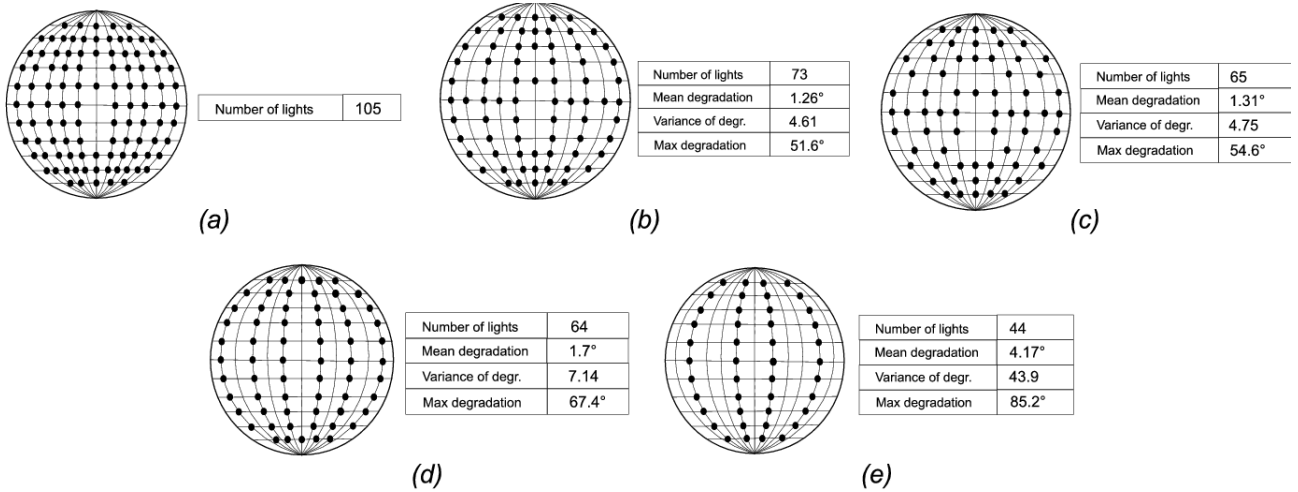 Number of lights 105
(a)
Number of lights 73
Mean degradation 1.26°
Variance of degr. 4.61
Max degradation 51.6°
(b)
Number of lights 65
Mean degradation 1.31°
Variance of degr. 4.75
Max degradation 54.6°
(c)
Number of lights 64
Mean degradation 1.7°
Variance of degr. 7.14
Max degradation 67.4°
(d)
Number of lights 44
Mean degradation 4.17°
Variance of degr. 43.9
Max degradation 85.2°
(e)